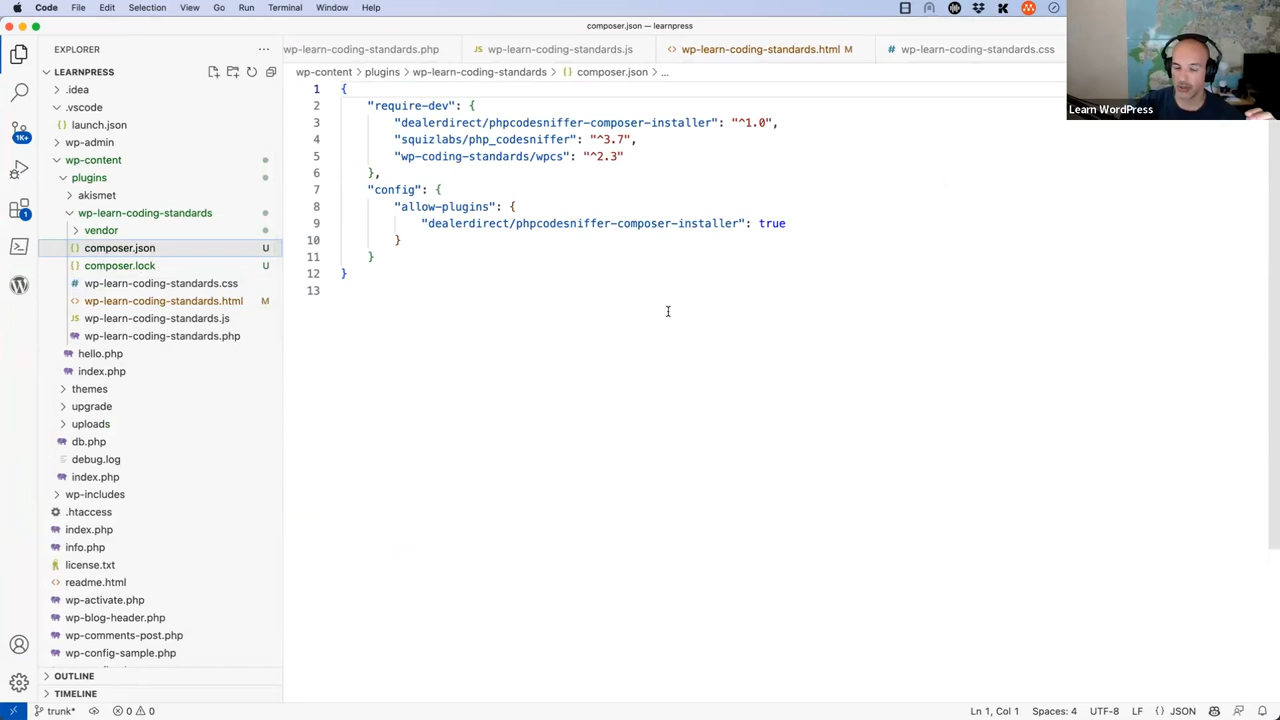 Code File Edit Selection View Go Run Terminal Window Help
composer.json — learnpress
EXPLORER
wp-learn-coding-standards.php
wp-learn-coding-standards.js
wp-learn-coding-standards.html M
wp-learn-coding-standards.css
LEARNPRESS
wp-content > plugins > wp-learn-coding-standards > {} composer.json > ...
Learn WordPress
.idea
.vscode
launch.json
wp-admin
wp-content
plugins
akismet
wp-learn-coding-standards
vendor
composer.json U
composer.lock U
wp-learn-coding-standards.css
wp-learn-coding-standards.html M
wp-learn-coding-standards.js
wp-learn-coding-standards.php
hello.php
index.php
themes
upgrade
uploads
db.php
debug.log
index.php
wp-includes
.htaccess
index.php
info.php
license.txt
readme.html
wp-activate.php
wp-blog-header.php
wp-comments-post.php
wp-config-sample.php
OUTLINE
TIMELINE
1K+
1
1 {
2 "require-dev": {
3 "dealerdirect/phpcodesniffer-composer-installer": "^1.0",
4 "squizlabs/php_codesniffer": "^3.7",
5 "wp-coding-standards/wpcs": "^2.3"
6 },
7 "config": {
8 "allow-plugins": {
9 "dealerdirect/phpcodesniffer-composer-installer": true
10 }
11 }
12 }
13
trunk* 0 0 Ln 1, Col 1 Spaces: 4 UTF-8 LF {} JSON